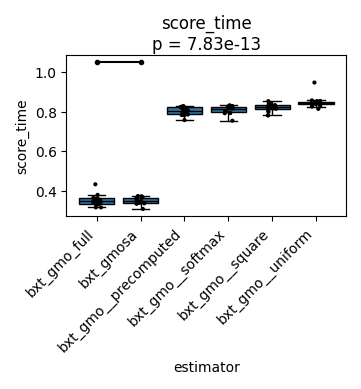 score_time
p = 7.83e-13
score_time
1.0
0.8
0.6
0.4
bxt_gmo_full
bxt_gmosa
bxt_gmo__precomputed
bxt_gmo__softmax
bxt_gmo__square
bxt_gmo__uniform
estimator